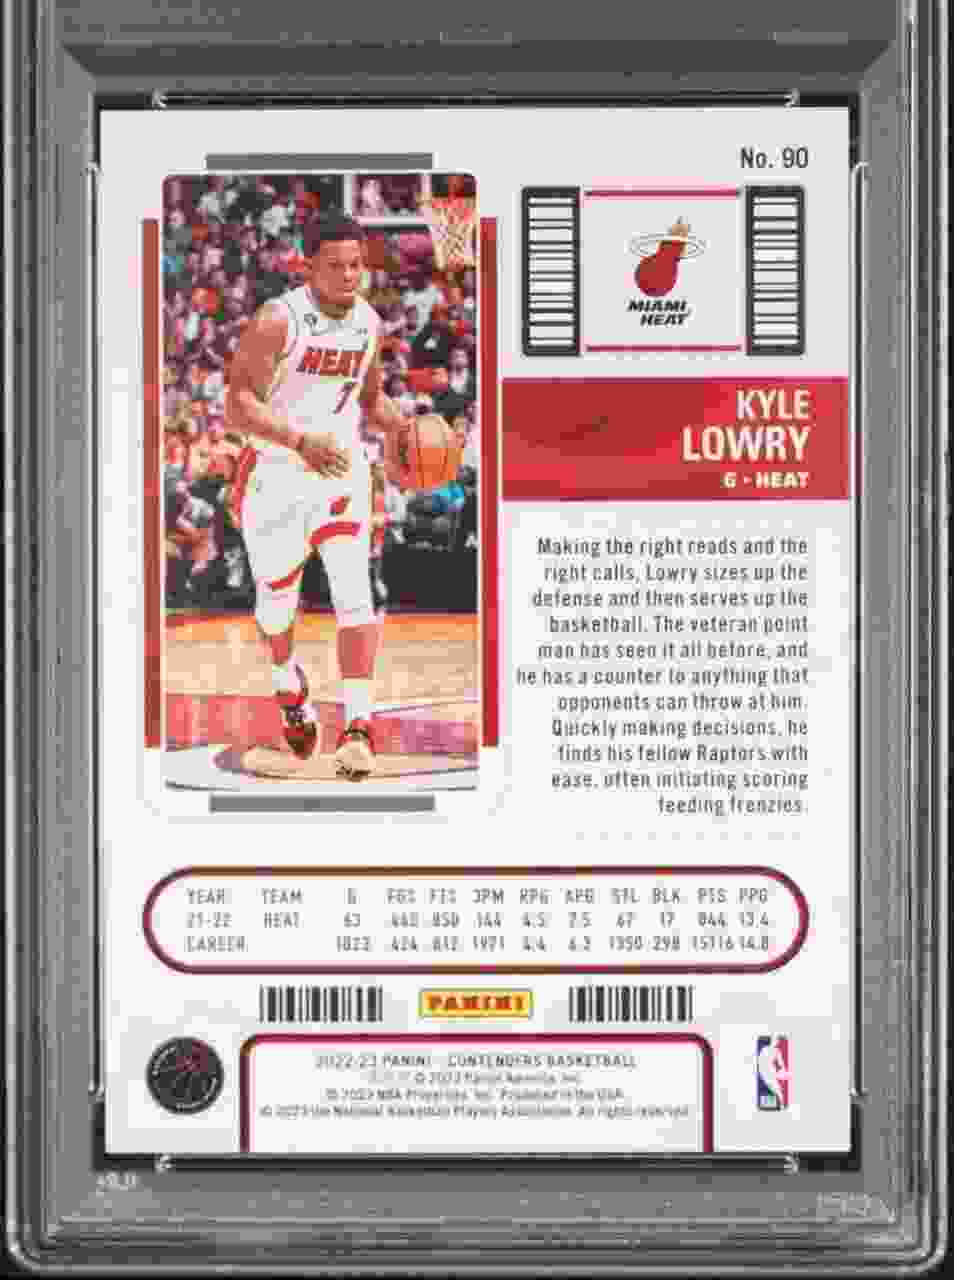 No. 90
MIAMI
HEAT
HEAT
7
KYLE
LOWRY
G • HEAT
Making the right reads and the
right calls, Lowry sizes up the
defense and then serves up the
basketball. The veteran point
man has seen it all before, and
he has a counter to anything that
opponents can throw at him.
Quickly making decisions, he
finds his fellow Raptors with
ease, often initiating scoring
feeding frenzies.
YEAR TEAM G FG% FT% 3PM RPG APG STL BLK PTS PPG
21-22 HEAT 63 .440 .850 144 4.5 7.5 67 17 844 13.4
CAREER 1023 .424 .812 1971 4.4 6.2 1350 298 15116 14.8
PANINI
2022-23 PANINI - CONTENDERS BASKETBALL
© 2023 Panini America, Inc.
© 2023 NBA Properties, Inc. Produced in the USA.
© 2023 the National Basketball Players Association. All rights reserved.